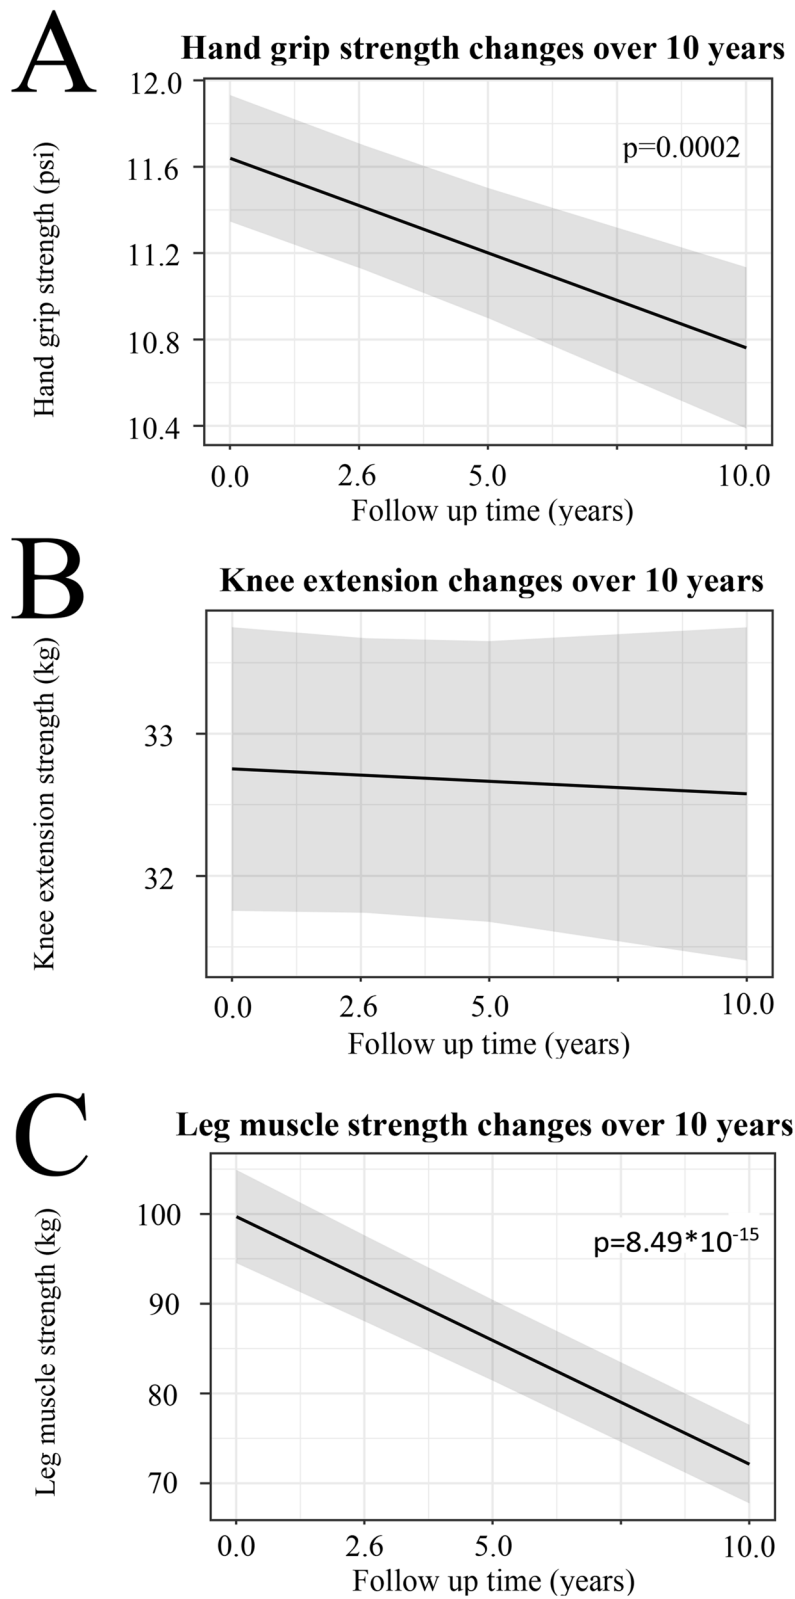 A
Hand grip strength changes over 10 years
Hand grip strength (psi)
12.0
11.6
11.2
10.8
10.4
p=0.0002
0.0 2.6 5.0 10.0
Follow up time (years)
B
Knee extension changes over 10 years
Knee extension strength (kg)
33
32
0.0 2.6 5.0 10.0
Follow up time (years)
C
Leg muscle strength changes over 10 years
Leg muscle strength (kg)
100
90
80
70
p=8.49*10⁻¹⁵
0.0 2.6 5.0 10.0
Follow up time (years)